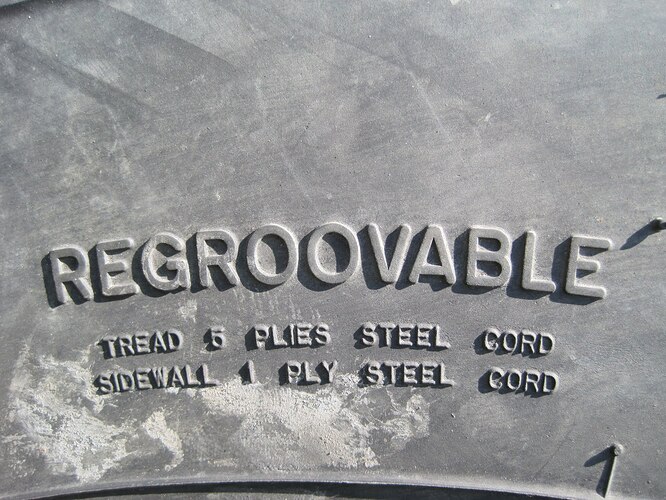 REGROOVABLE
TREAD 5 PLIES STEEL CORD
SIDEWALL 1 PLY STEEL CORD